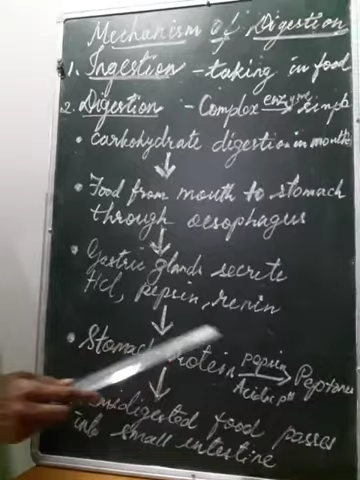 Mechanism of Digestion
1. Ingestion - taking in food
2. Digestion - Complex enzyme → simple
• Carbohydrate digestion in mouth
↓
• Food from mouth to stomach
through oesophagus
↓
• Gastric glands secrete
Hcl, pepsin, renin
↓
• Stomach Protein pepsin → Peptones
Acidic pH
↓
food passes
into small intestine